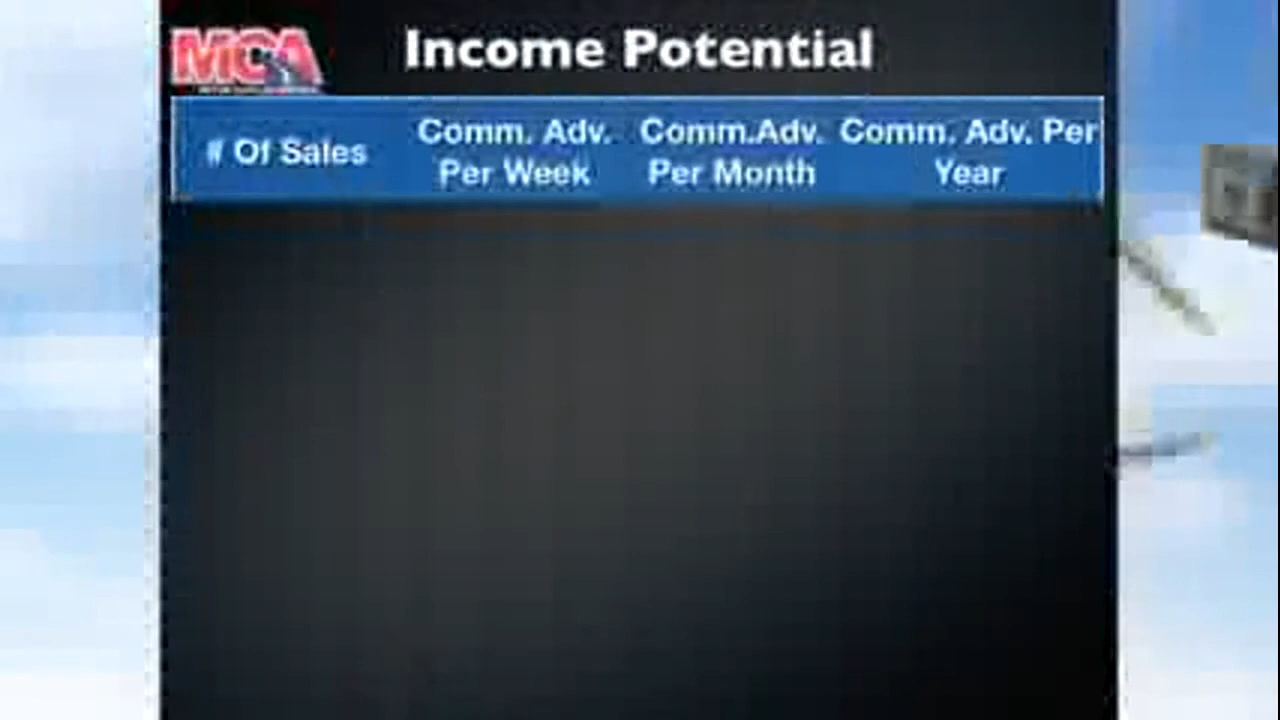 MCA
Income Potential
# Of Sales
Comm. Adv.
Per Week
Comm.Adv.
Per Month
Comm. Adv. Per
Year